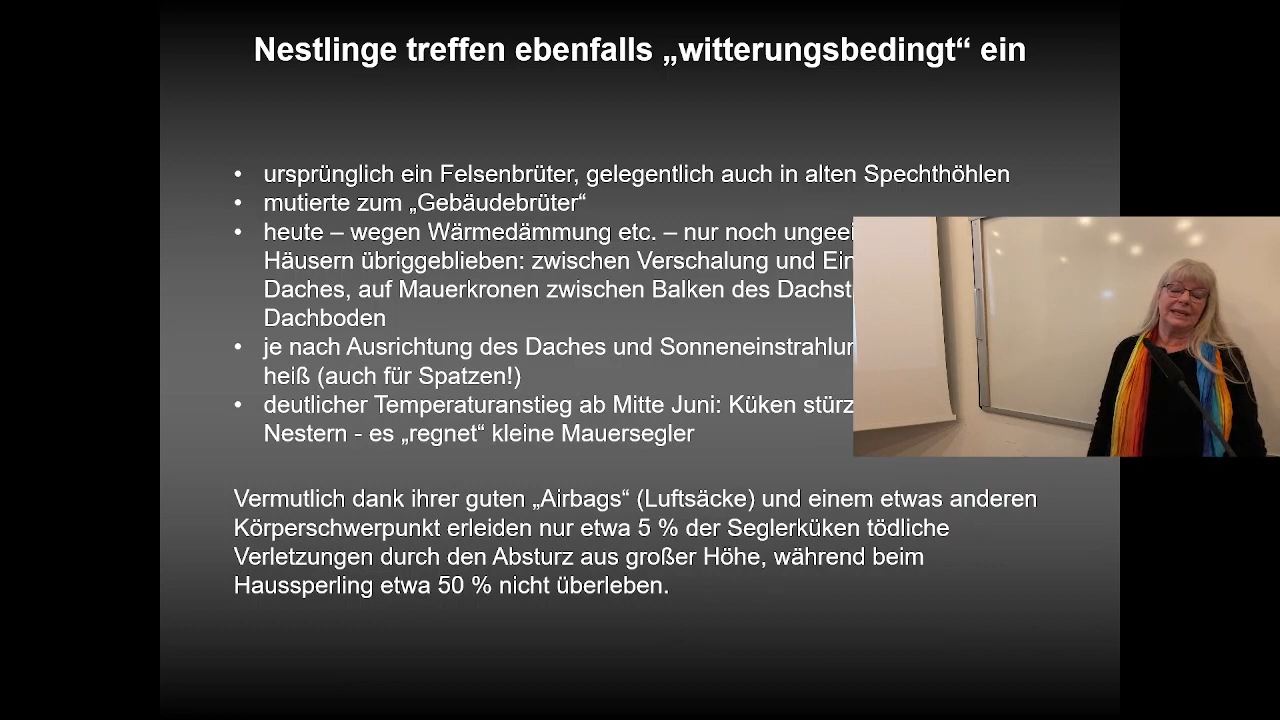 Nestlinge treffen ebenfalls „witterungsbedingt“ ein
• ursprünglich ein Felsenbrüter, gelegentlich auch in alten Spechthöhlen
• mutierte zum „Gebäudebrüter“
• heute – wegen Wärmedämmung etc. – nur noch
Häusern übriggeblieben: zwischen Verschalung und
Daches, auf Mauerkronen zwischen Balken des
Dachboden
• je nach Ausrichtung des Daches und
heiß (auch für Spatzen!)
• deutlicher Temperaturanstieg ab Mitte Juni: Küken
Nestern - es „regnet“ kleine Mauersegler
Vermutlich dank ihrer guten „Airbags“ (Luftsäcke) und einem etwas anderen
Körperschwerpunkt erleiden nur etwa 5 % der Seglerküken tödliche
Verletzungen durch den Absturz aus großer Höhe, während beim
Haussperling etwa 50 % nicht überleben.